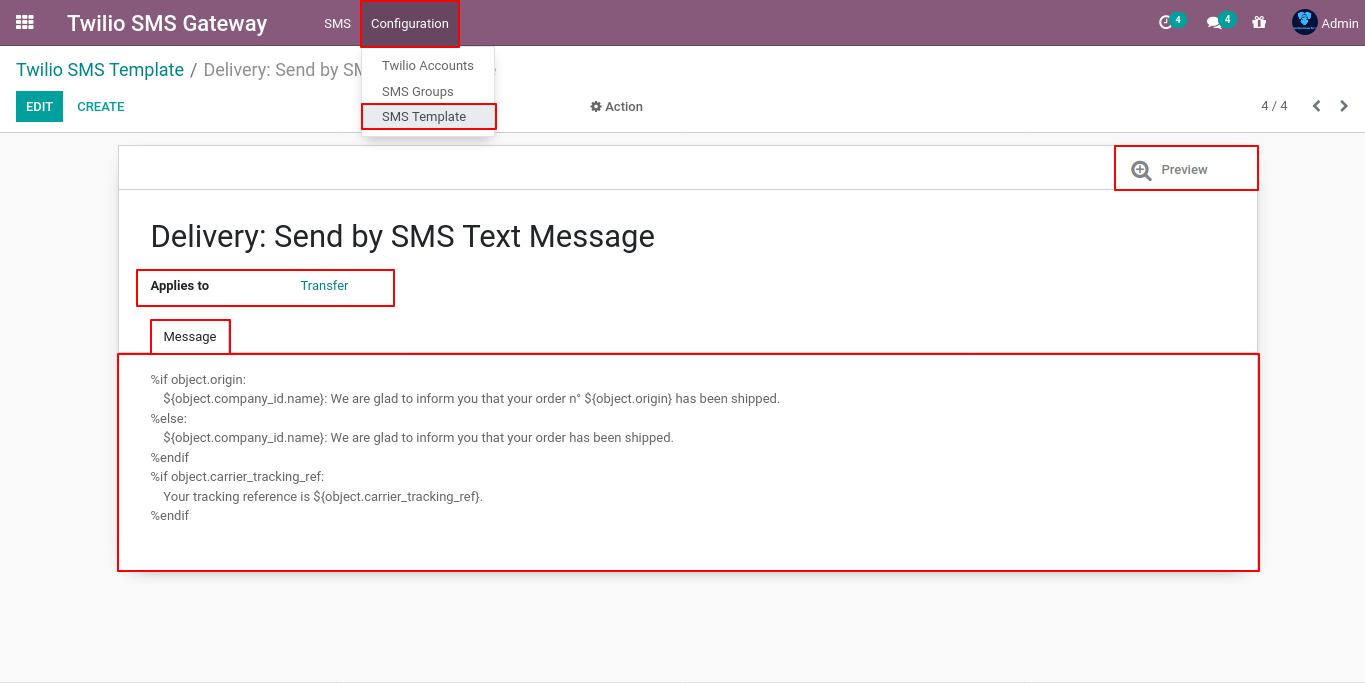 Twilio SMS Gateway SMS Configuration 4 4 Admin
Twilio SMS Template / Delivery: Send by
Twilio Accounts
SMS Groups
SMS Template
EDIT CREATE Action 4 / 4
Preview
Delivery: Send by SMS Text Message
Applies to Transfer
Message
%if object.origin:
${object.company_id.name}: We are glad to inform you that your order n° ${object.origin} has been shipped.
%else:
${object.company_id.name}: We are glad to inform you that your order has been shipped.
%endif
%if object.carrier_tracking_ref:
Your tracking reference is ${object.carrier_tracking_ref}.
%endif